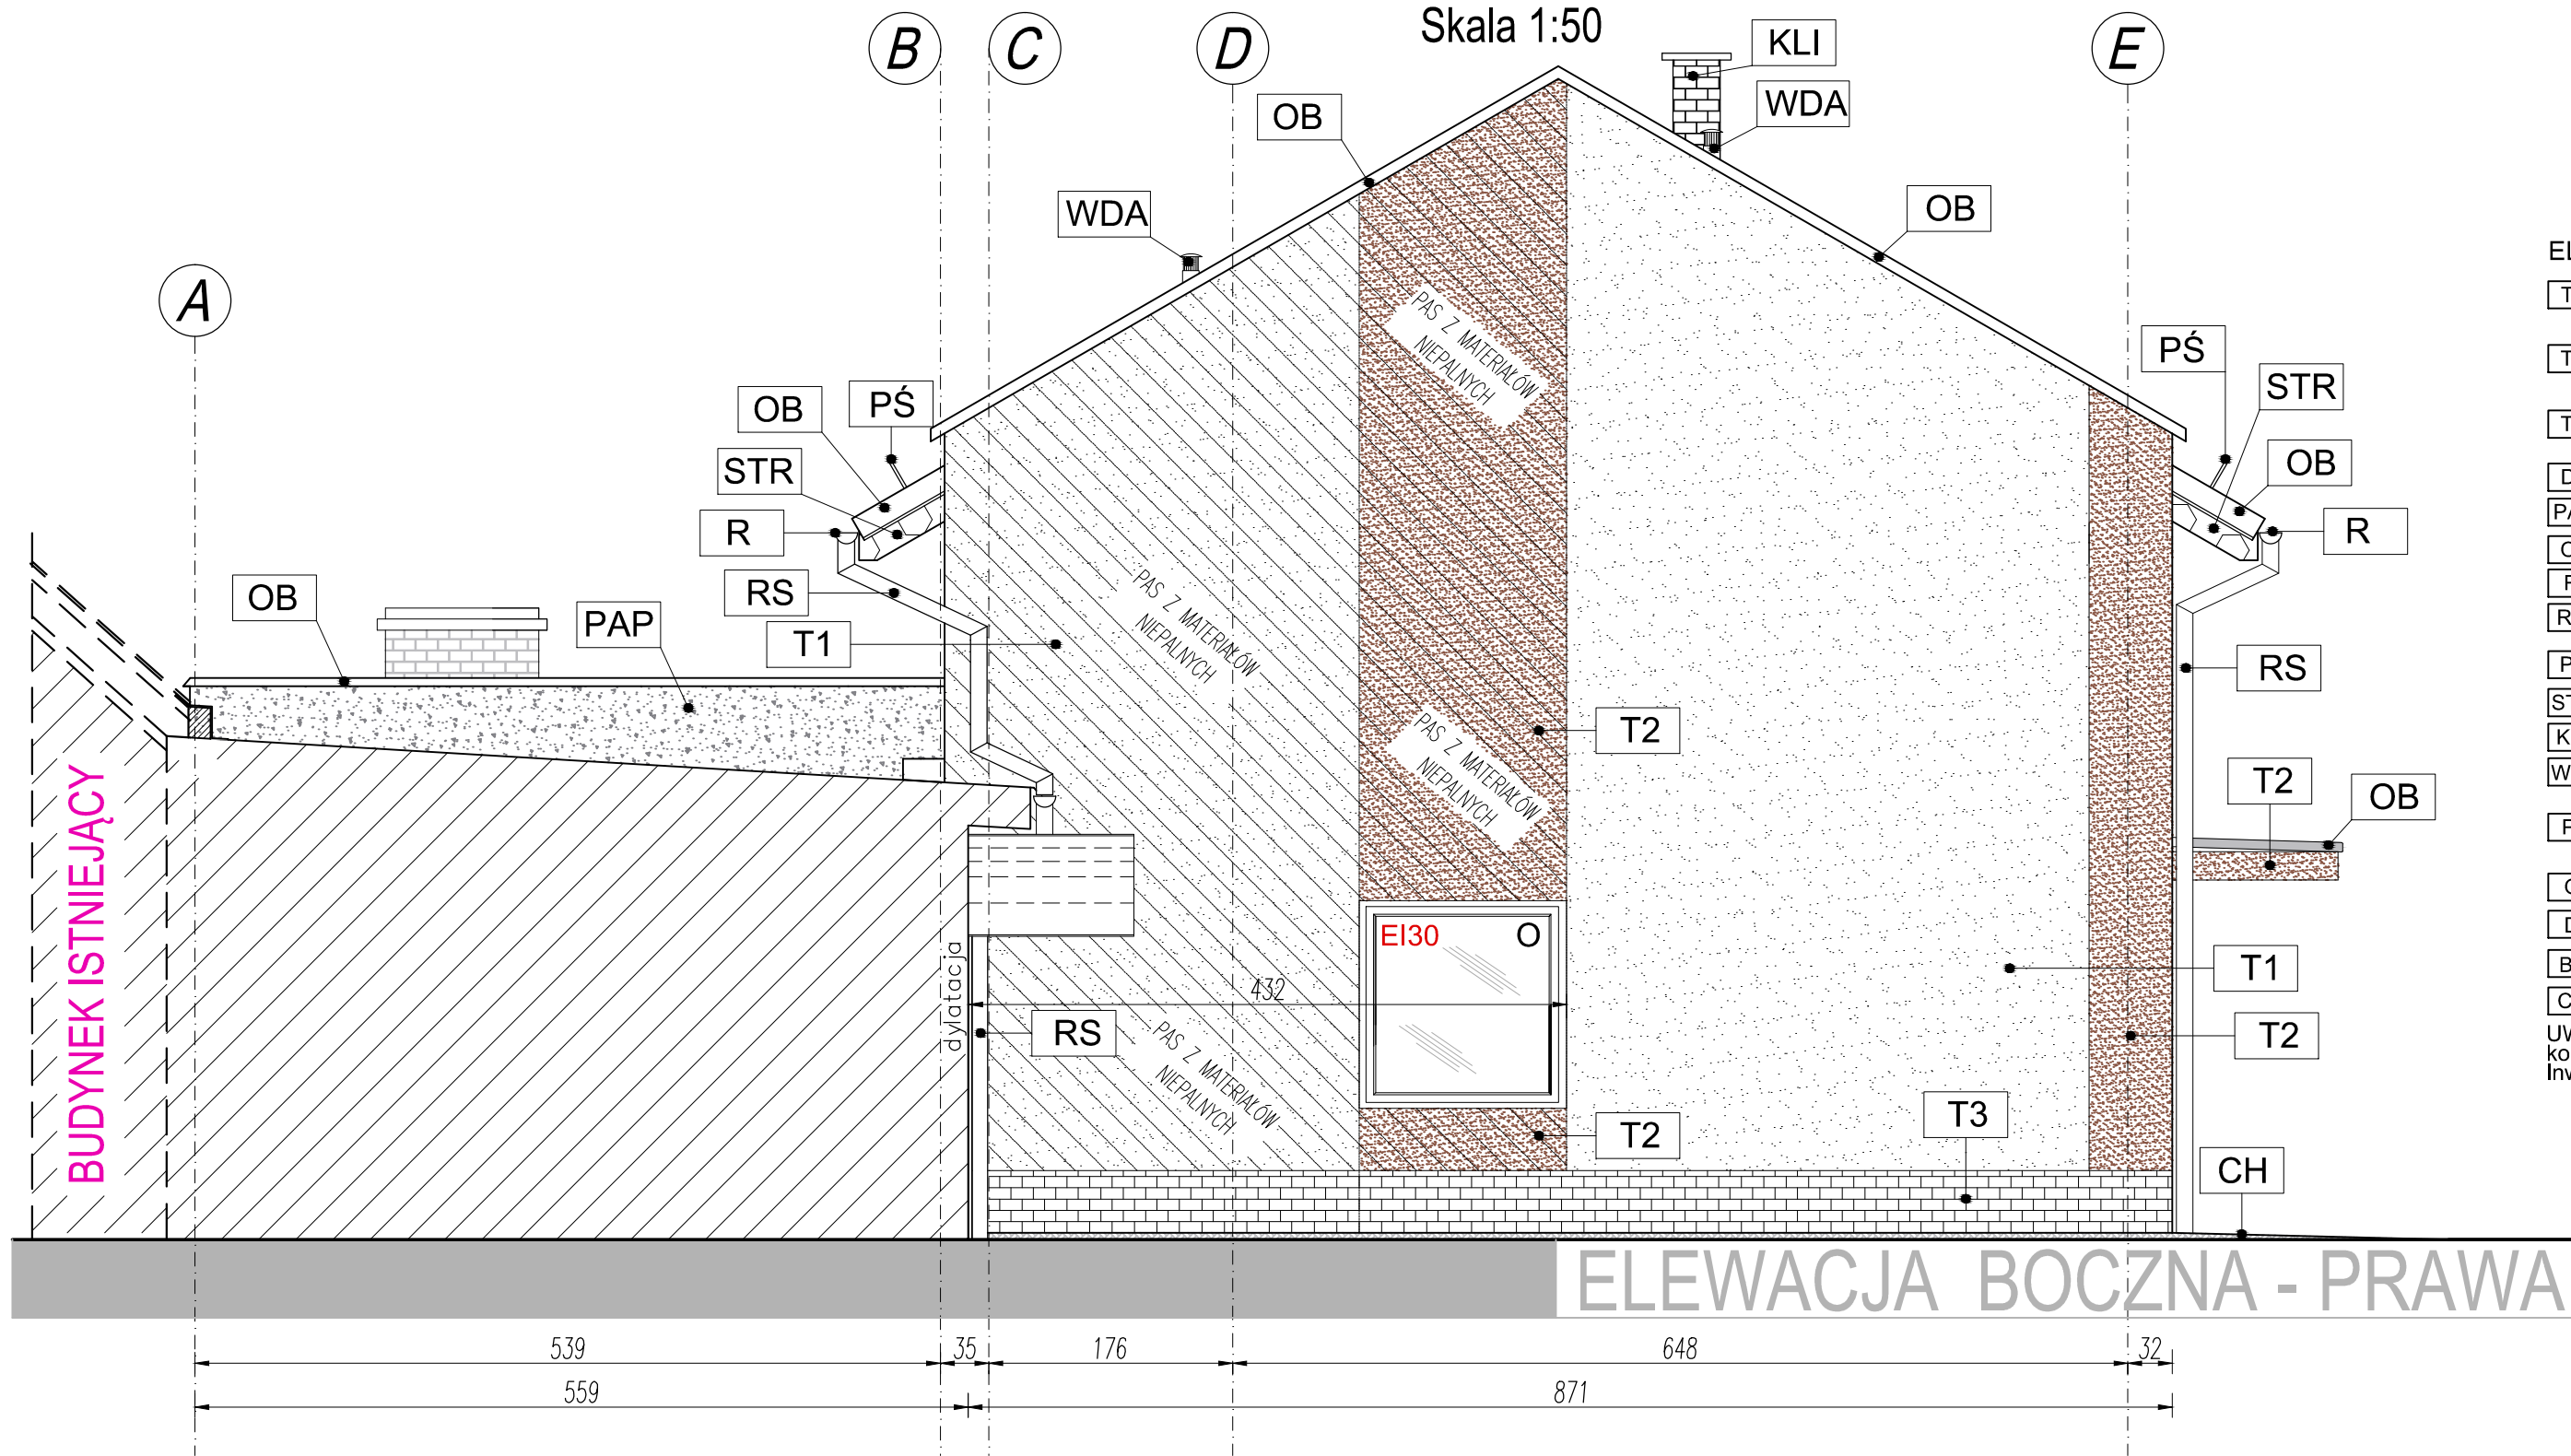 Skala 1:50
B
C
D
E
KLI
WDA
OB
WDA
OB
A
PŚ
STR
OB
R
OB
PŚ
STR
R
RS
OB
PAP
T1
PAS Z MATERIAŁÓW
NIEPALNYCH
PAS Z MATERIAŁÓW
NIEPALNYCH
T2
RS
PAS Z MATERIAŁÓW
NIEPALNYCH
T2
OB
BUDYNEK ISTNIEJĄCY
EI30
O
dylatacja
432
T1
RS
PAS Z MATERIAŁÓW
NIEPALNYCH
T2
T2
T3
CH
ELEWACJA BOCZNA - PRAWA
539
35
176
648
32
559
871